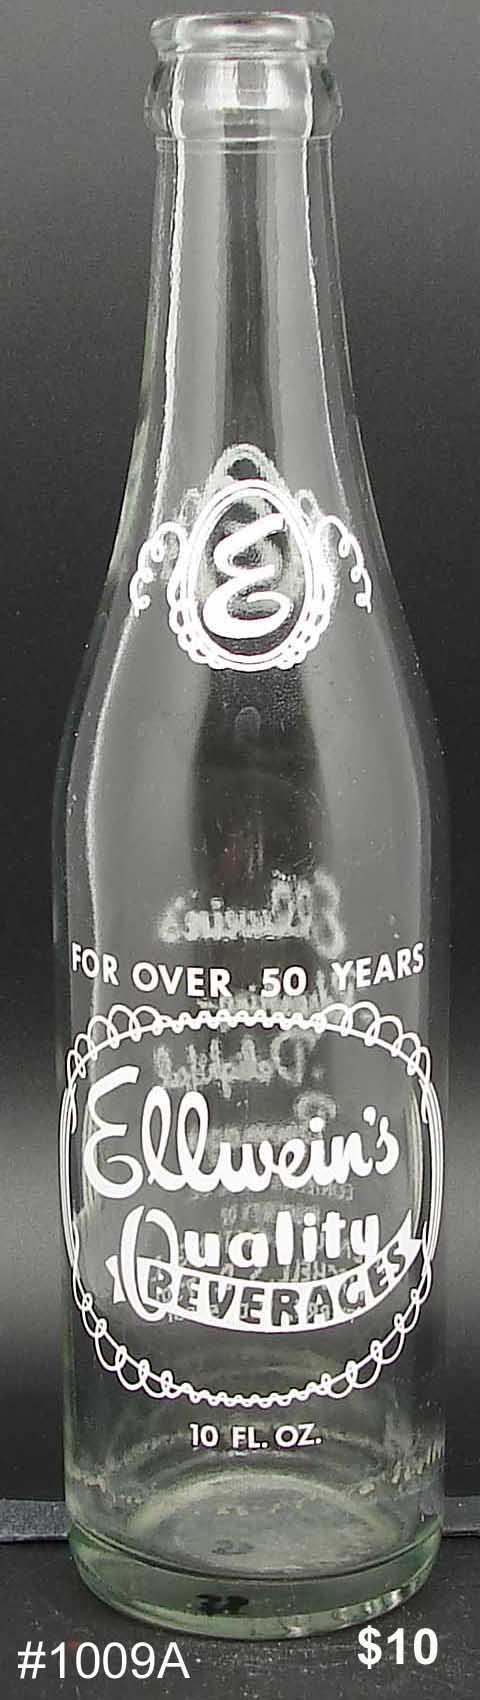 E
FOR OVER 50 YEARS
Ellwein's
Quality
BEVERAGES
10 FL. OZ.
#1009A
$10